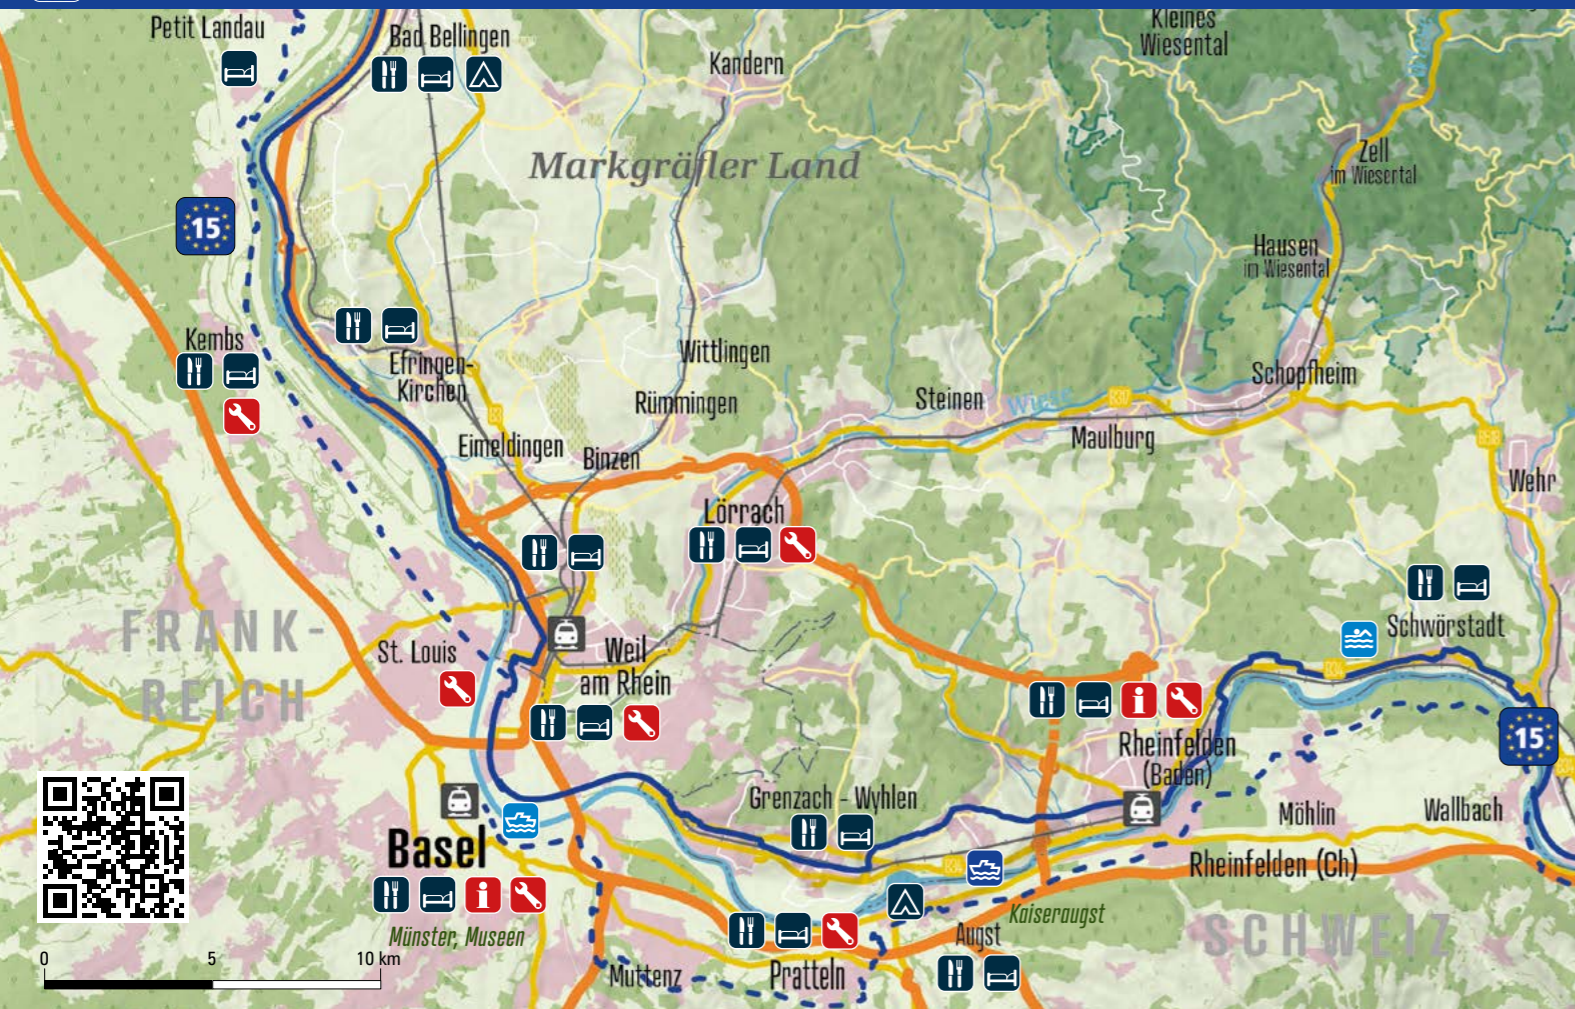 Petit Landau
Bad Bellingen
Kandern
Kleines
Wiesental
Markgräfler Land
Zell
im Wiesental
15
Hausen
im Wiesental
Kembs
Efringen-
Kirchen
Wittlingen
Rümmingen
Steinen
Wiese
Schopfheim
Maulburg
Eimeldingen
Binzen
Wehr
Lörrach
FRANK-
REICH
St. Louis
Weil
am Rhein
Schwörstadt
B34
15
Rheinfelden
(Baden)
Grenzach - Wyhlen
Möhlin
Wallbach
Basel
Münster, Museen
B34
Rheinfelden (Ch)
Kaiseraugst
Augst
SCHWEIZ
Muttenz
Pratteln
0 5 10 km